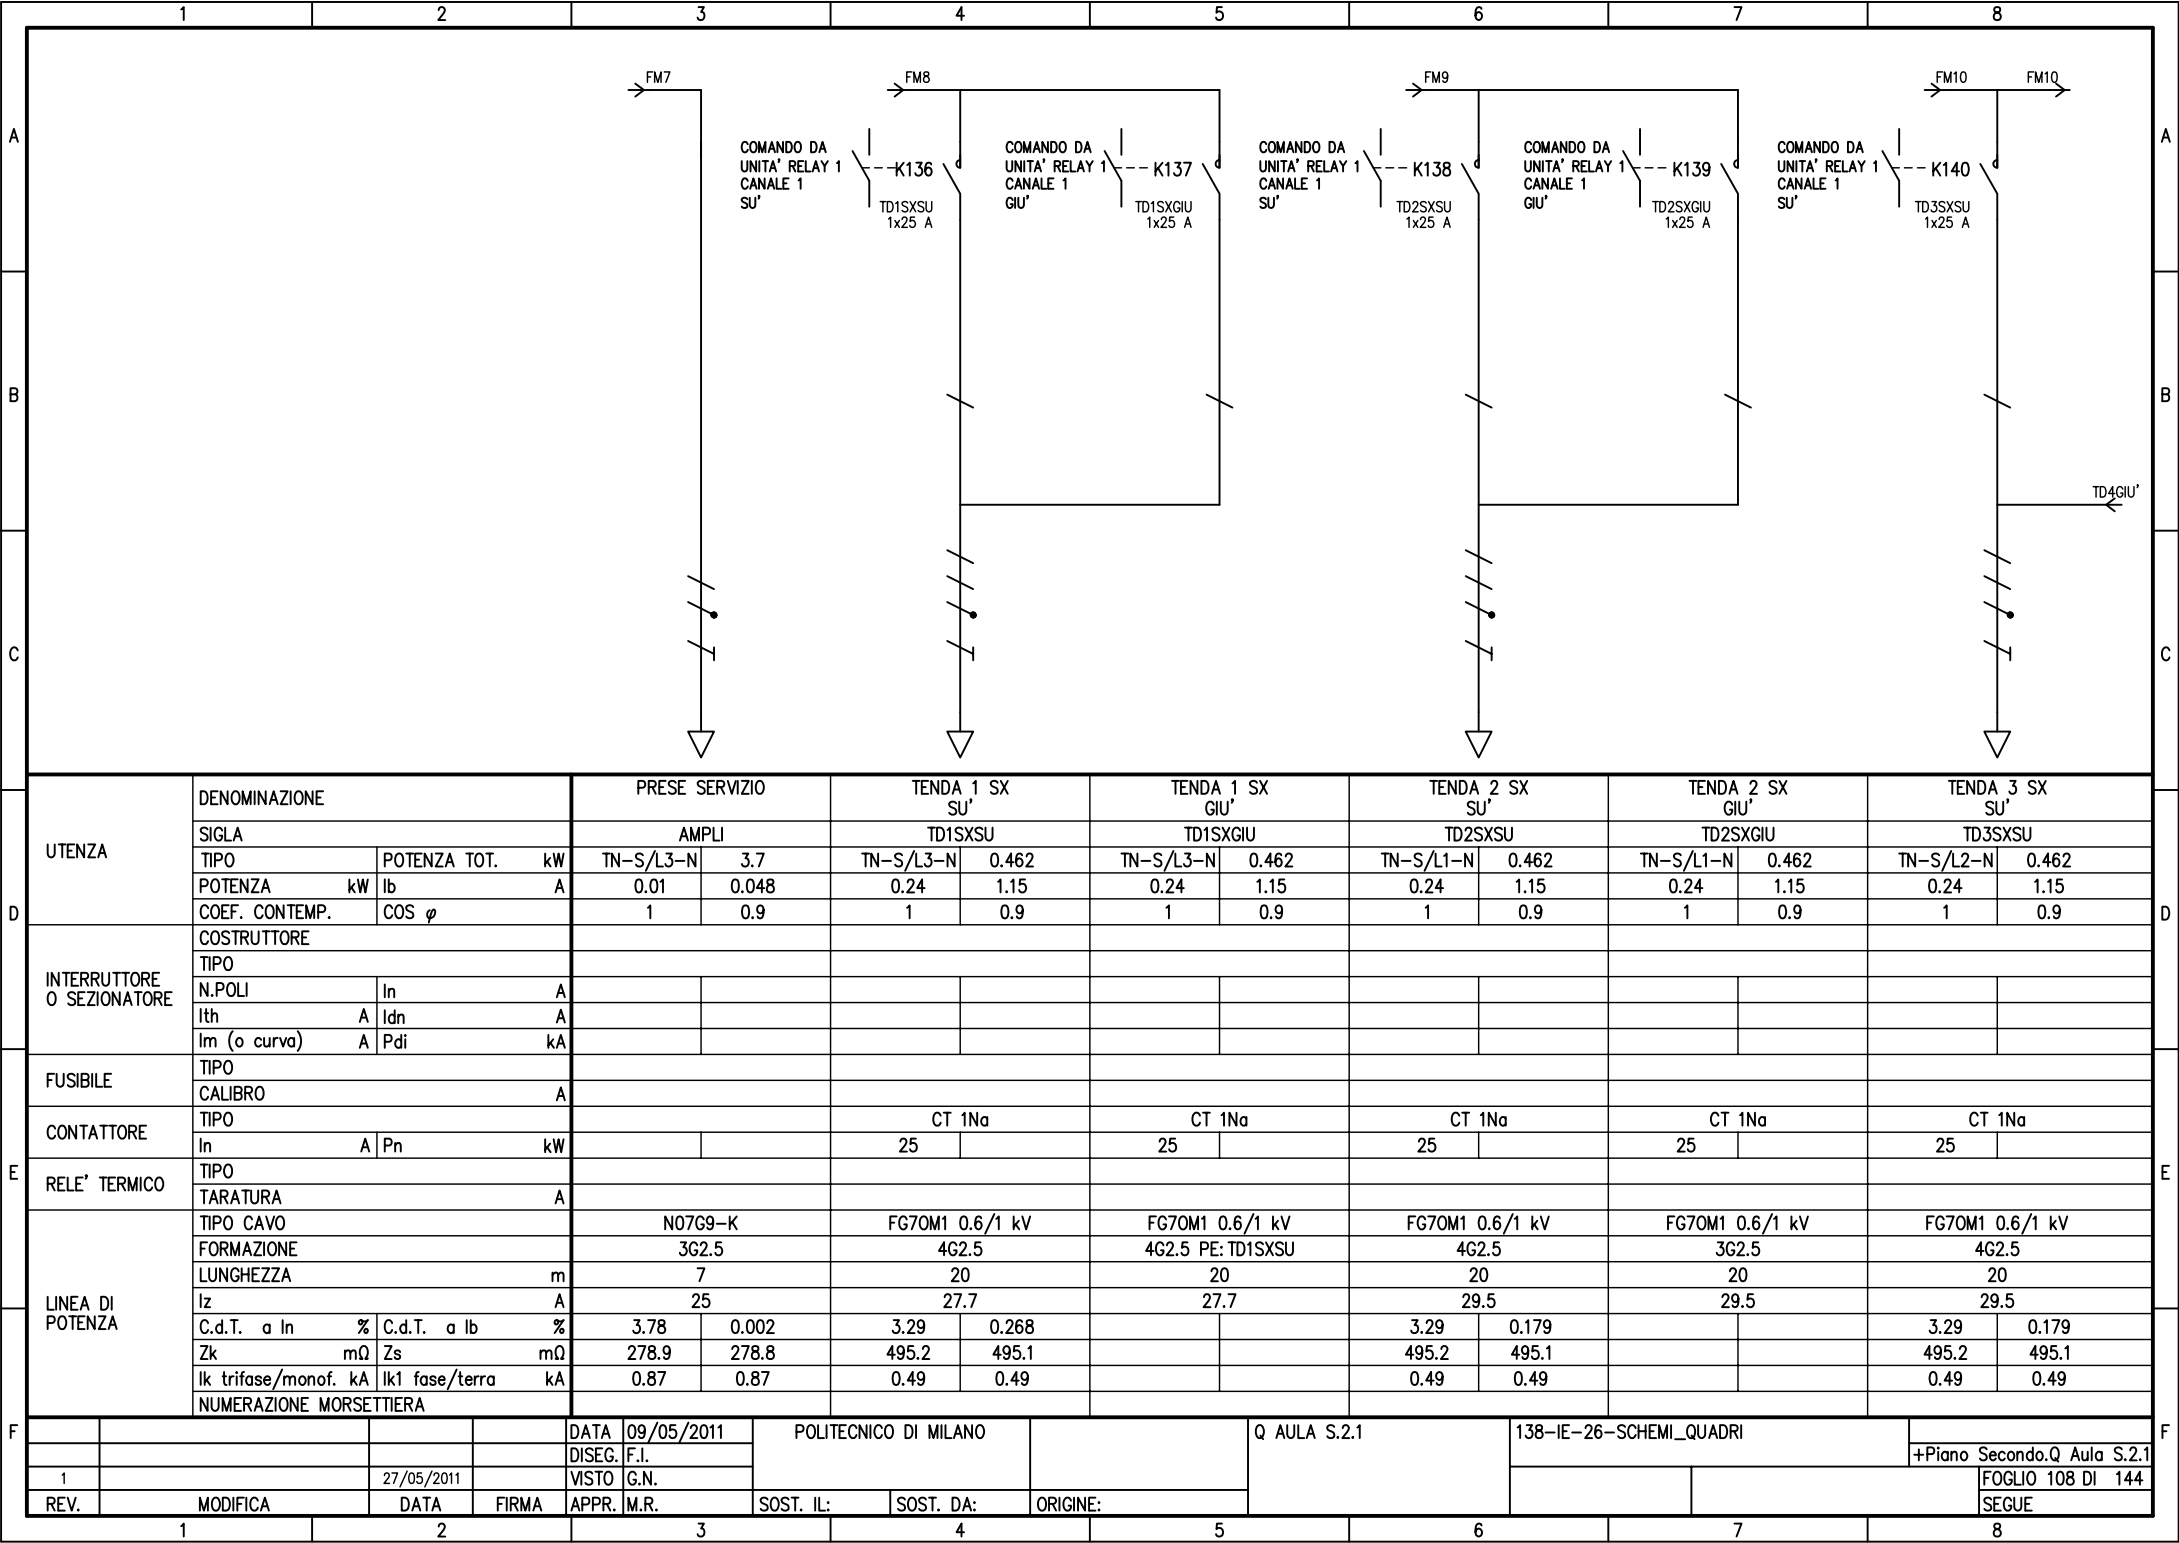 1 2 3 4 5 6 7 8
FM7 FM8 FM9 FM10 FM10
A A
COMANDO DA
UNITA' RELAY 1
CANALE 1
SU'
K136
TD1SXSU
1x25 A
COMANDO DA
UNITA' RELAY 1
CANALE 1
GIU'
K137
TD1SXGIU
1x25 A
COMANDO DA
UNITA' RELAY 1
CANALE 1
SU'
K138
TD2SXSU
1x25 A
COMANDO DA
UNITA' RELAY 1
CANALE 1
GIU'
K139
TD2SXGIU
1x25 A
COMANDO DA
UNITA' RELAY 1
CANALE 1
SU'
K140
TD3SXSU
1x25 A
B B
TD4GIU'
C C
UTENZA
DENOMINAZIONE PRESE SERVIZIO TENDA 1 SX TENDA 1 SX TENDA 2 SX TENDA 2 SX TENDA 3 SX
SU' GIU' SU' GIU' SU'
SIGLA AMPLI TD1SXSU TD1SXGIU TD2SXSU TD2SXGIU TD3SXSU
TIPO POTENZA TOT. kW TN-S/L3-N 3.7 TN-S/L3-N 0.462 TN-S/L3-N 0.462 TN-S/L1-N 0.462 TN-S/L1-N 0.462 TN-S/L2-N 0.462
POTENZA kW Ib A 0.01 0.048 0.24 1.15 0.24 1.15 0.24 1.15 0.24 1.15 0.24 1.15
D COEF. CONTEMP. COS φ 1 0.9 1 0.9 1 0.9 1 0.9 1 0.9 1 0.9 D
INTERRUTTORE
O SEZIONATORE
COSTRUTTORE
TIPO
N.POLI In A
Ith A Idn A
Im (o curva) A Pdi kA
FUSIBILE
TIPO
CALIBRO A
CONTATTORE
TIPO CT 1Na CT 1Na CT 1Na CT 1Na CT 1Na
In A Pn kW 25 25 25 25 25
E E
RELE' TERMICO
TIPO
TARATURA A
LINEA DI
POTENZA
TIPO CAVO N07G9-K FG7OM1 0.6/1 kV FG7OM1 0.6/1 kV FG7OM1 0.6/1 kV FG7OM1 0.6/1 kV FG7OM1 0.6/1 kV
FORMAZIONE 3G2.5 4G2.5 4G2.5 PE:TD1SXSU 4G2.5 3G2.5 4G2.5
LUNGHEZZA m 7 20 20 20 20 20
Iz A 25 27.7 27.7 29.5 29.5 29.5
C.d.T. a In % C.d.T. a Ib % 3.78 0.002 3.29 0.268 3.29 0.179 3.29 0.179
Zk mΩ Zs mΩ 278.9 278.8 495.2 495.1 495.2 495.1 495.2 495.1
Ik trifase/monof. kA Ik1 fase/terra kA 0.87 0.87 0.49 0.49 0.49 0.49 0.49 0.49
NUMERAZIONE MORSETTIERA
F F
DATA 09/05/2011 POLITECNICO DI MILANO Q AULA S.2.1 138-IE-26-SCHEMI_QUADRI
DISEG. F.I. +Piano Secondo.Q Aula S.2.1
1 27/05/2011 VISTO G.N. FOGLIO 108 DI 144
REV. MODIFICA DATA FIRMA APPR. M.R. SOST. IL: SOST. DA: ORIGINE: SEGUE
1 2 3 4 5 6 7 8